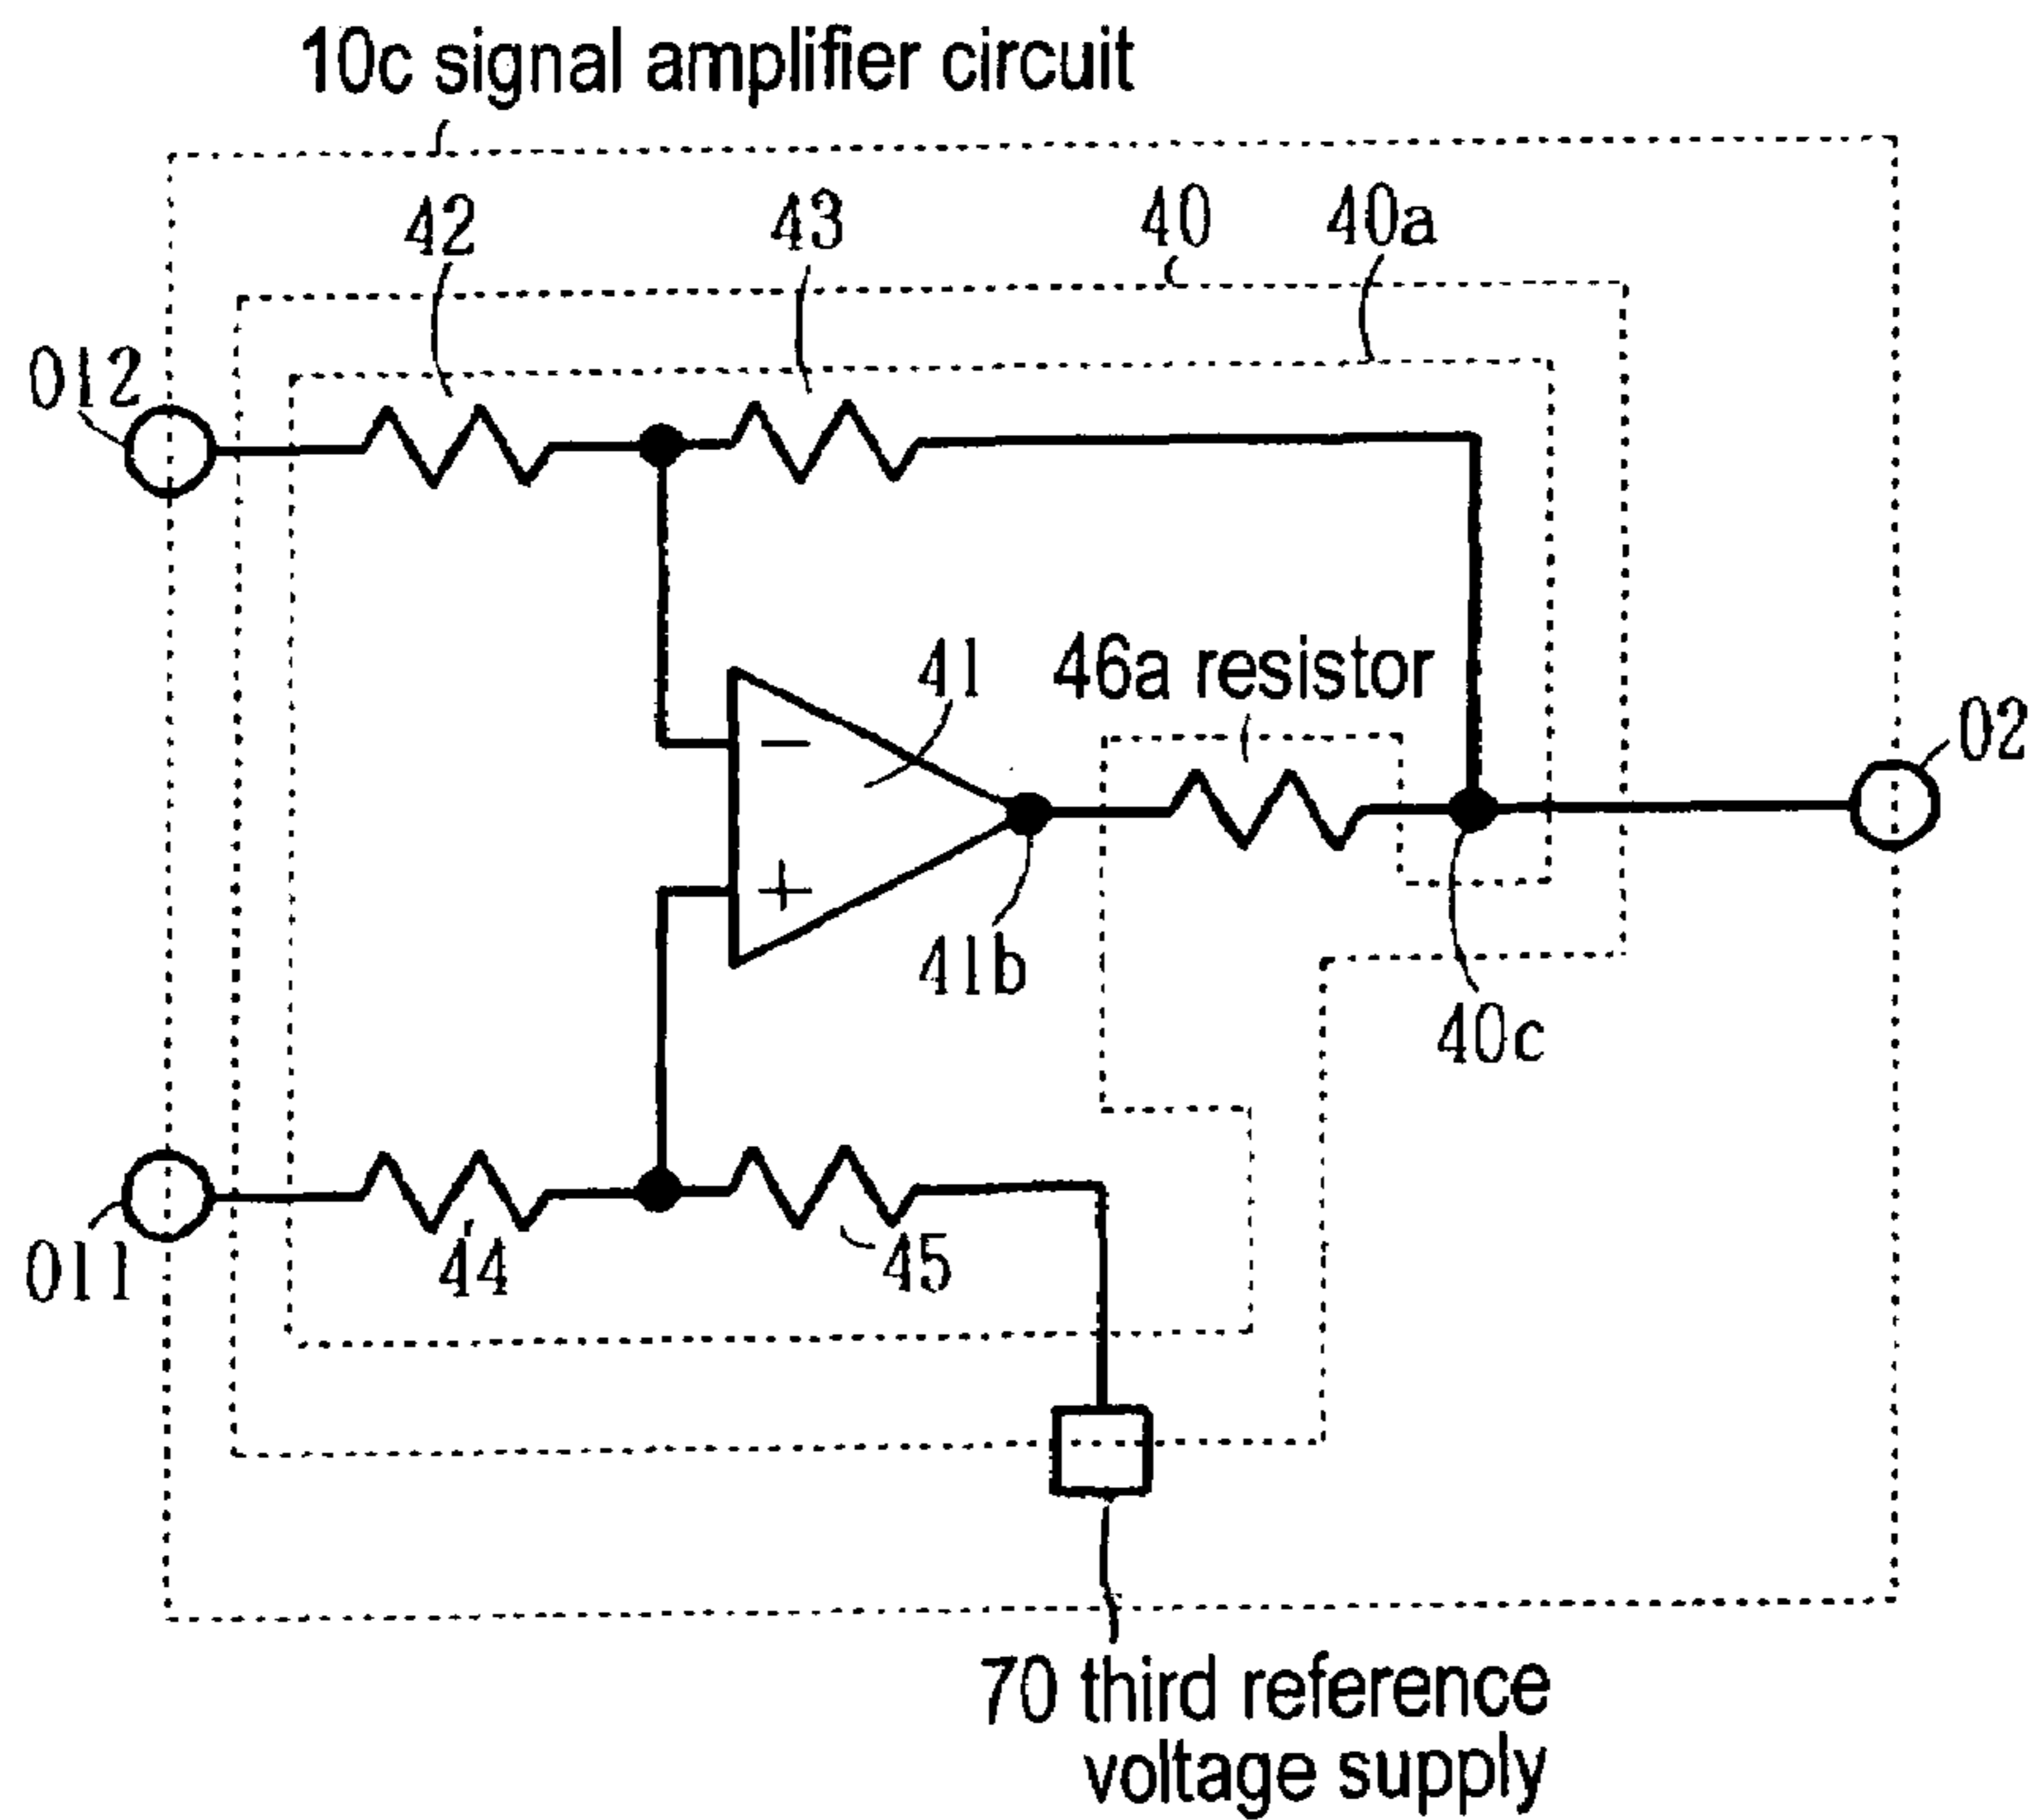 10c signal amplifier circuit
42
43
40
40a
012
41
46a resistor
02
−
+
41b
40c
011
44
45
70 third reference
voltage supply